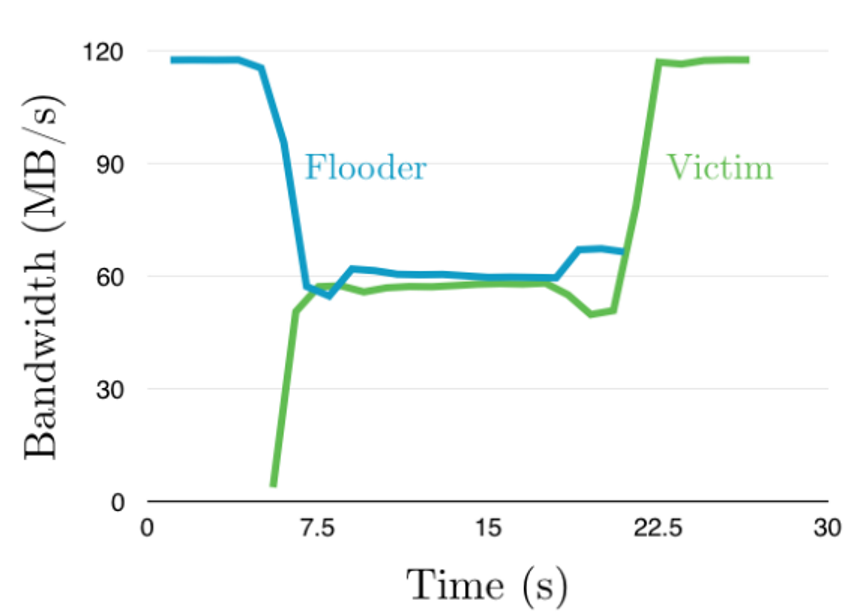 120
90
60
30
0
Bandwidth (MB/s)
Flooder
Victim
0 7.5 15 22.5 30
Time (s)